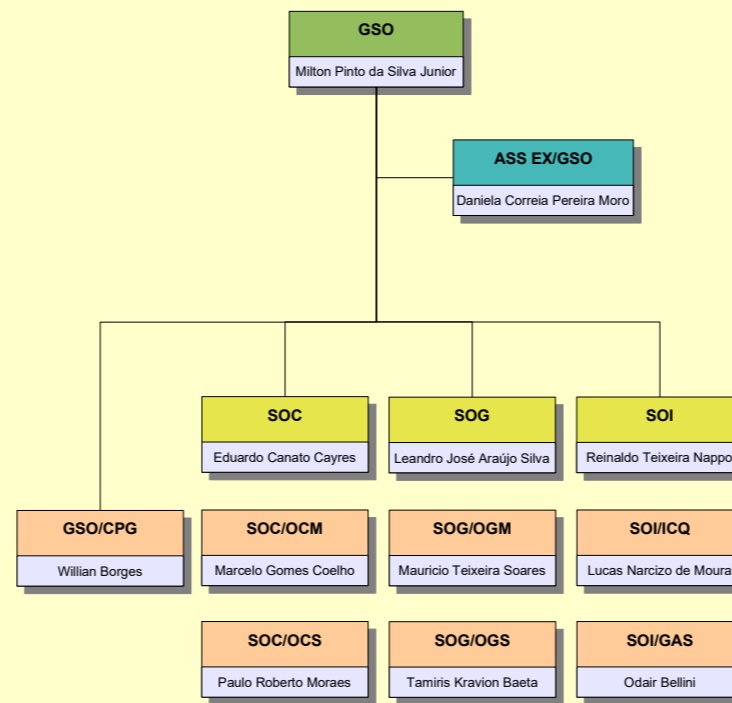 GSO
Milton Pinto da Silva Junior
ASS EX/GSO
Daniela Correia Pereira Moro
SOC
Eduardo Canato Cayres
SOG
Leandro José Araújo Silva
SOI
Reinaldo Teixeira Nappo
GSO/CPG
Willian Borges
SOC/OCM
Marcelo Gomes Coelho
SOG/OGM
Mauricio Teixeira Soares
SOI/ICQ
Lucas Narcizo de Moura
SOC/OCS
Paulo Roberto Moraes
SOG/OGS
Tamiris Kravion Baeta
SOI/GAS
Odair Bellini